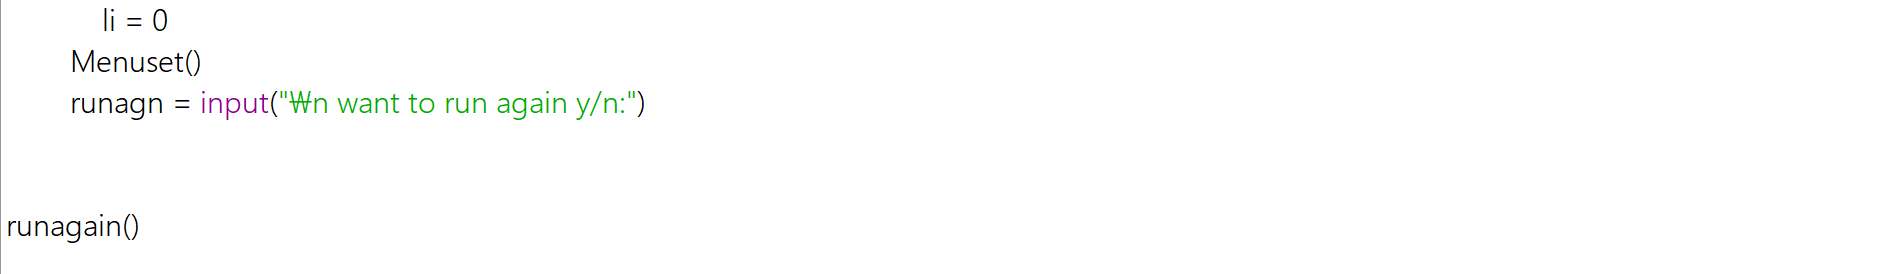 li = 0
Menuset()
runagn = input("₩n want to run again y/n:")
runagain()